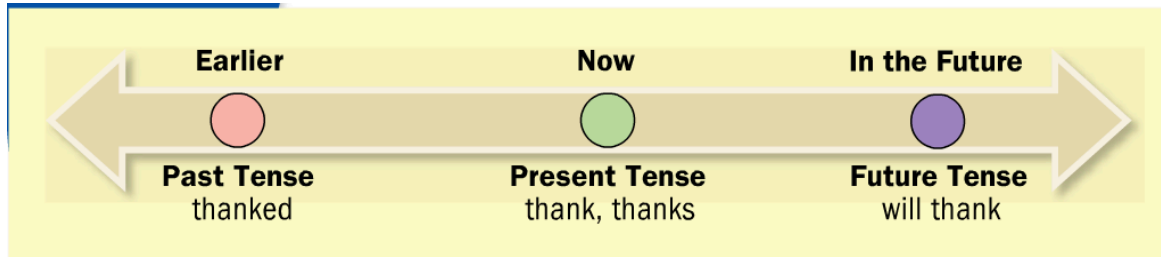 Earlier Now In the Future
Past Tense Present Tense Future Tense
thanked thank, thanks will thank